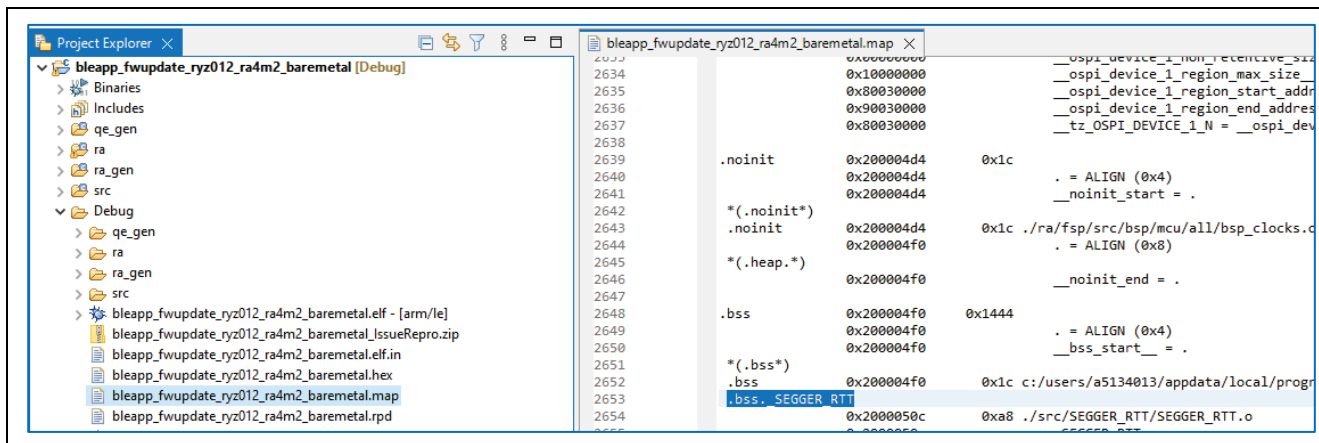 Project Explorer
bleapp_fwupdate_ryz012_ra4m2_baremetal [Debug]
Binaries
Includes
qe_gen
ra
ra_gen
src
Debug
qe_gen
ra
ra_gen
src
bleapp_fwupdate_ryz012_ra4m2_baremetal.elf - [arm/le]
bleapp_fwupdate_ryz012_ra4m2_baremetal_IssueRepro.zip
bleapp_fwupdate_ryz012_ra4m2_baremetal.elf.in
bleapp_fwupdate_ryz012_ra4m2_baremetal.hex
bleapp_fwupdate_ryz012_ra4m2_baremetal.map
bleapp_fwupdate_ryz012_ra4m2_baremetal.rpd
bleapp_fwupdate_ryz012_ra4m2_baremetal.map
2634 0x10000000 __ospi_device_1_region_max_size__
2635 0x80030000 __ospi_device_1_region_start_addr
2636 0x90030000 __ospi_device_1_region_end_addres
2637 0x80030000 __tz_OSPI_DEVICE_1_N = __ospi_dev
2638
2639 .noinit 0x200004d4 0x1c
2640 0x200004d4 . = ALIGN (0x4)
2641 0x200004d4 __noinit_start = .
2642 *(.noinit*)
2643 .noinit 0x200004d4 0x1c ./ra/fsp/src/bsp/mcu/all/bsp_clocks.o
2644 0x200004f0 . = ALIGN (0x8)
2645 *(.heap.*)
2646 0x200004f0 __noinit_end = .
2647
2648 .bss 0x200004f0 0x1444
2649 0x200004f0 . = ALIGN (0x4)
2650 0x200004f0 __bss_start__ = .
2651 *(.bss*)
2652 .bss 0x200004f0 0x1c c:/users/a5134013/appdata/local/progr
2653 .bss._SEGGER_RTT
2654 0x2000050c 0xa8 ./src/SEGGER_RTT/SEGGER_RTT.o